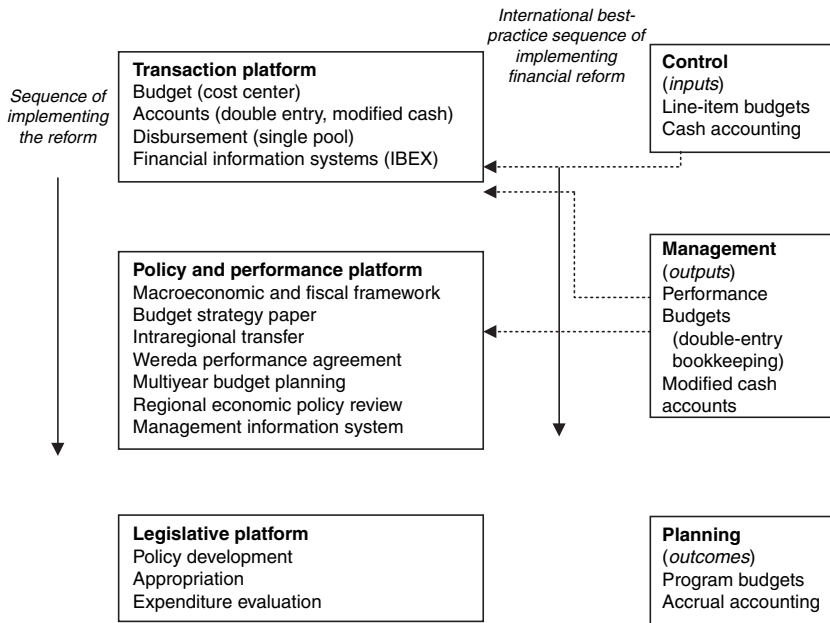 Sequence of
implementing
the reform
Transaction platform
Budget (cost center)
Accounts (double entry, modified cash)
Disbursement (single pool)
Financial information systems (IBEX)
Policy and performance platform
Macroeconomic and fiscal framework
Budget strategy paper
Intraregional transfer
Wereda performance agreement
Multiyear budget planning
Regional economic policy review
Management information system
Legislative platform
Policy development
Appropriation
Expenditure evaluation
International best-
practice sequence of
implementing
financial reform
Control
(inputs)
Line-item budgets
Cash accounting
Management
(outputs)
Performance
Budgets
(double-entry
bookkeeping)
Modified cash
accounts
Planning
(outcomes)
Program budgets
Accrual accounting